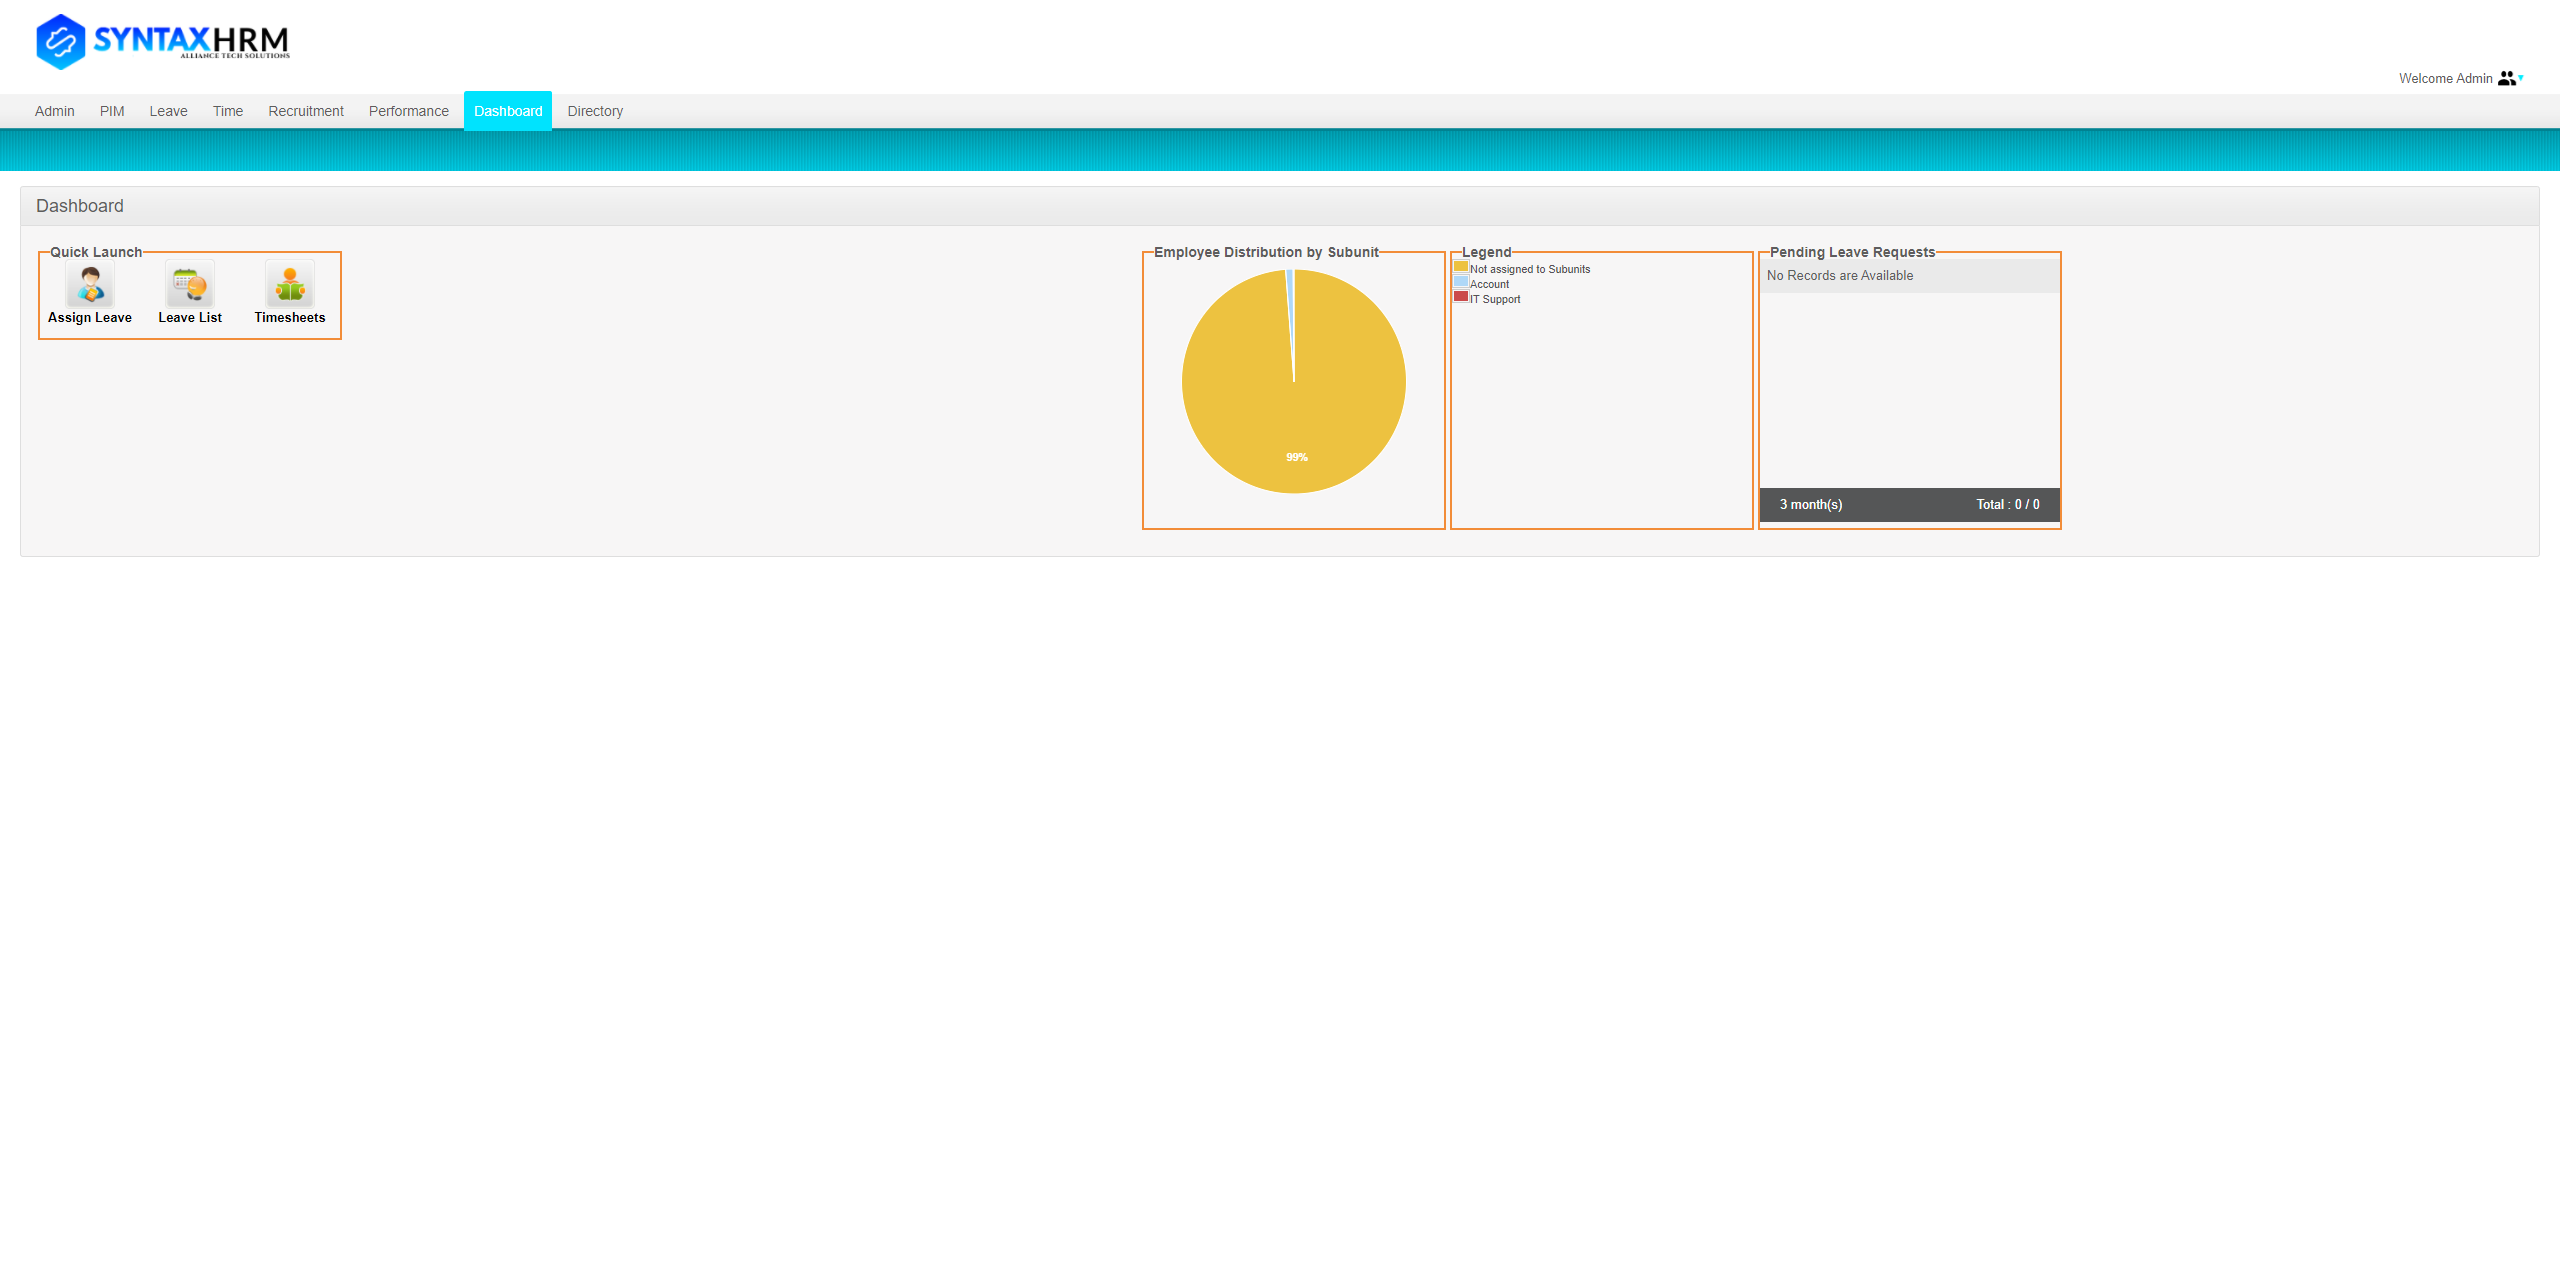 SYNTAXHRM
ALLIANCE TECH SOLUTIONS
Welcome Admin
Admin PIM Leave Time Recruitment Performance Dashboard Directory
Dashboard
Quick Launch
Assign Leave Leave List Timesheets
Employee Distribution by Subunit
99%
Legend
Not assigned to Subunits
Account
IT Support
Pending Leave Requests
No Records are Available
3 month(s) Total : 0 / 0